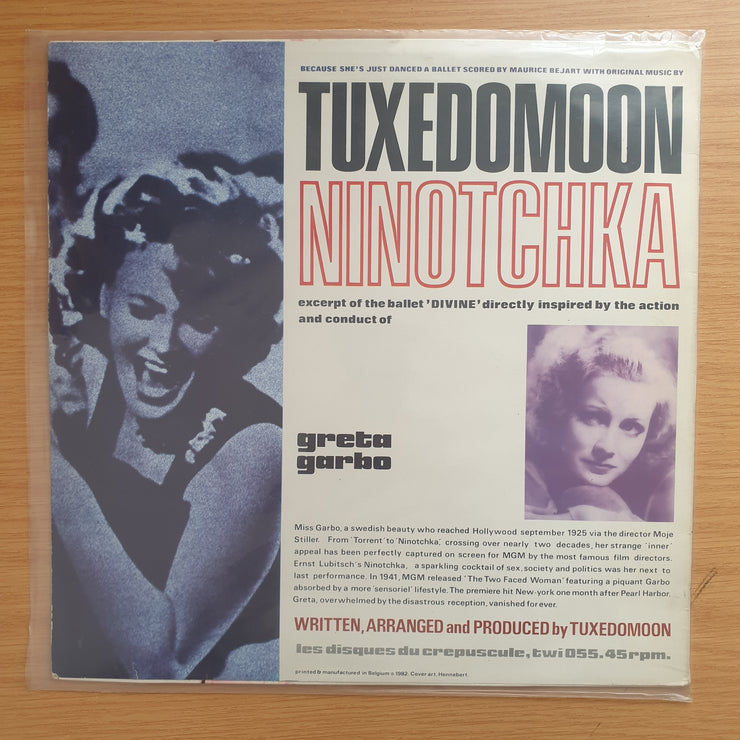 BECAUSE SHE'S JUST DANCED A BALLET SCORED BY MAURICE BEJART WITH ORIGINAL MUSIC BY
TUXEDOMOON
NINOTCHKA
excerpt of the ballet 'DIVINE' directly inspired by the action
and conduct of
greta
garbo
Miss Garbo, a swedish beauty who reached Hollywood september 1925 via the director Moje
Stiller. From 'Torrent' to 'Ninotchka', crossing over nearly two decades, her strange 'inner'
appeal has been perfectly captured on screen for MGM by the most famous film directors.
Ernst Lubitsch's Ninotchka, a sparkling cocktail of sex, society and politics was her next to
last performance. In 1941, MGM released 'The Two Faced Woman' featuring a piquant Garbo
absorbed by a more 'sensoriel' lifestyle. The premiere hit New-york one month after Pearl Harbor.
Greta, overwhelmed by the disastrous reception, vanished for ever.
WRITTEN, ARRANGED and PRODUCED by TUXEDOMOON
les disques du crepuscule, twi 055. 45 rpm.
printed & manufactured in Belgium © 1982. Cover art. Hennebert.